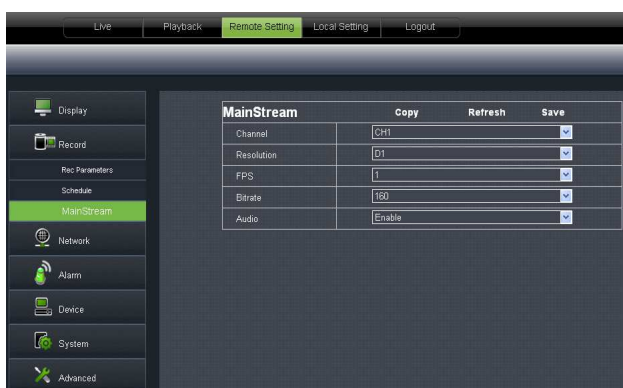 Live Playback Remote Setting Local Setting Logout
Display
Record
Rec Parameters
Schedule
MainStream
Network
Alarm
Device
System
Advanced
MainStream Copy Refresh Save
Channel CH1
Resolution D1
FPS 1
Bitrate 160
Audio Enable